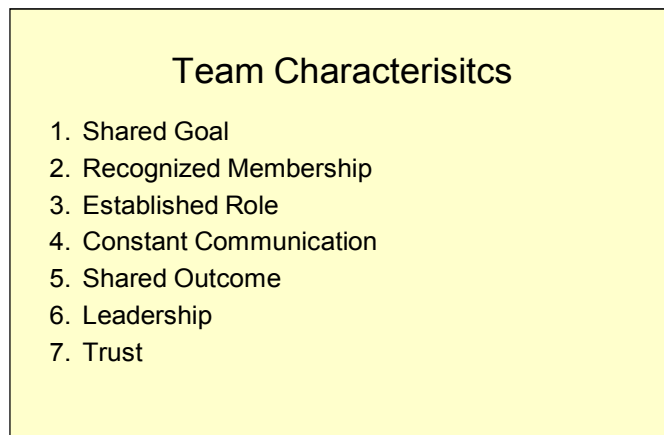 Team Characterisitcs
1. Shared Goal
2. Recognized Membership
3. Established Role
4. Constant Communication
5. Shared Outcome
6. Leadership
7. Trust